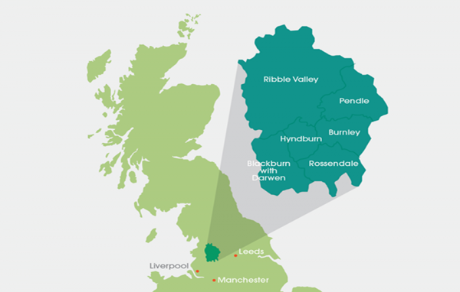 Ribble Valley
Pendle
Burnley
Hyndburn
Blackburn
with
Darwen
Rossendale
Leeds
Liverpool
Manchester